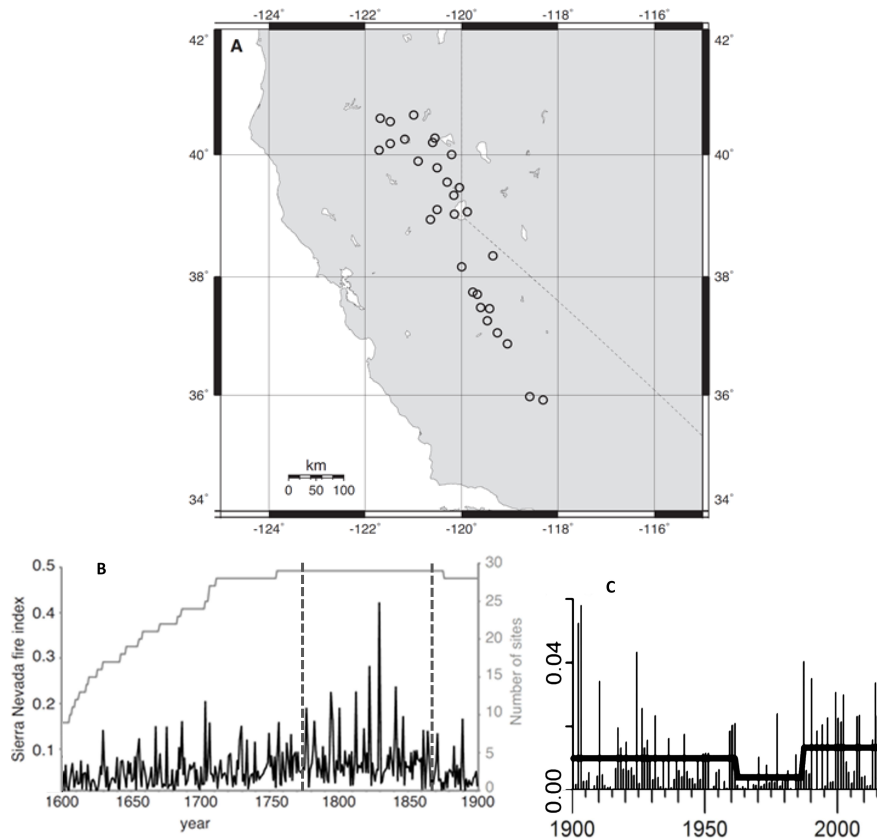 -124° -122° -120° -118° -116°
A
42° 42°
40° 40°
38° 38°
36° 36°
km
0 50 100
34° 34°
-124° -122° -120° -118° -116°
B
Sierra Nevada fire index
0.5
0.4
0.3
0.2
0.1
30
25
20
15
10
5
0
Number of sites
1600 1650 1700 1750 1800 1850 1900
year
C
0.04
0.00
1900 1950 2000